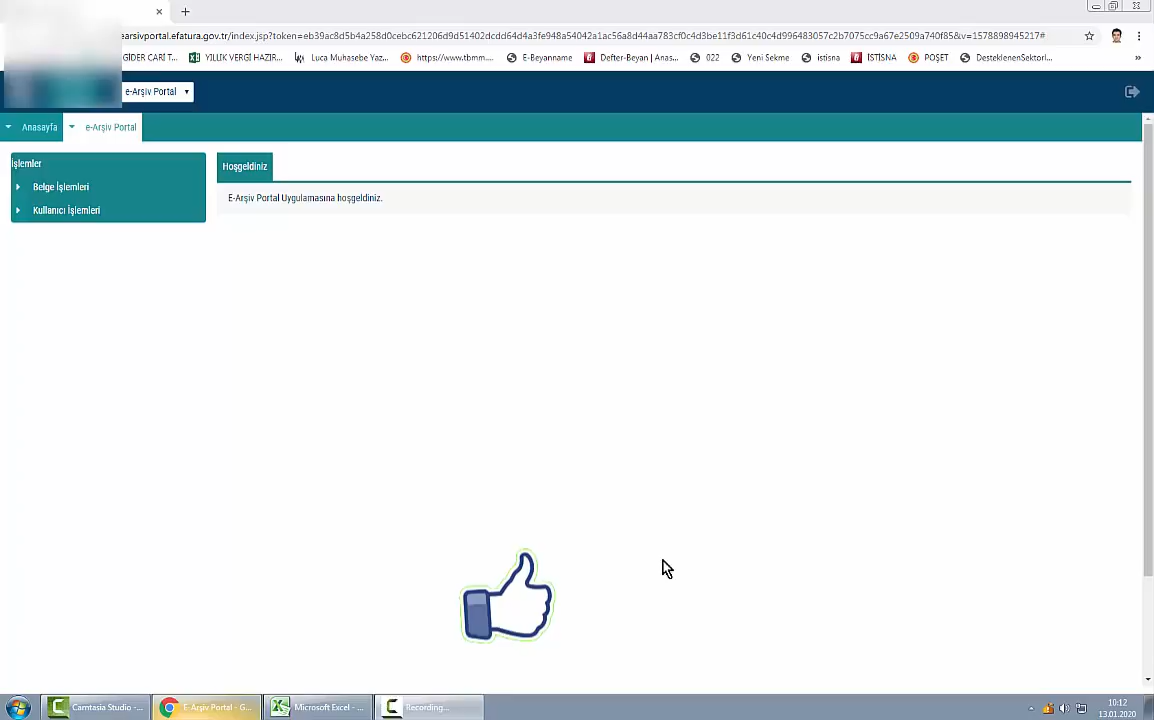 earsivportal.efatura.gov.tr/index.jsp?token=eb39ac8d5b4a258d0cebc621206d9d51402dcdd64d4a3fe948a54042a1ac56a8d44aa783cf0c4d3be11f3d61c40c4d996483057c2b7075cc9a67e2509a740f85&v=1578898945217#
GİDER CARİ T... YILLIK VERGİ HAZIR... Luca Muhasebe Yaz... https://www.tbmm.... E-Beyanname Defter-Beyan | Anas... 022 Yeni Sekme istisna İSTİSNA POŞET DesteklenenSektorl... »
e-Arşiv Portal
Anasayfa e-Arşiv Portal
İşlemler
Belge İşlemleri
Kullanıcı İşlemleri
Hoşgeldiniz
E-Arşiv Portal Uygulamasına hoşgeldiniz.
Camtasia Studio -... E-Arşiv Portal - G... Microsoft Excel - ... Recording...
10:12
13.01.2020